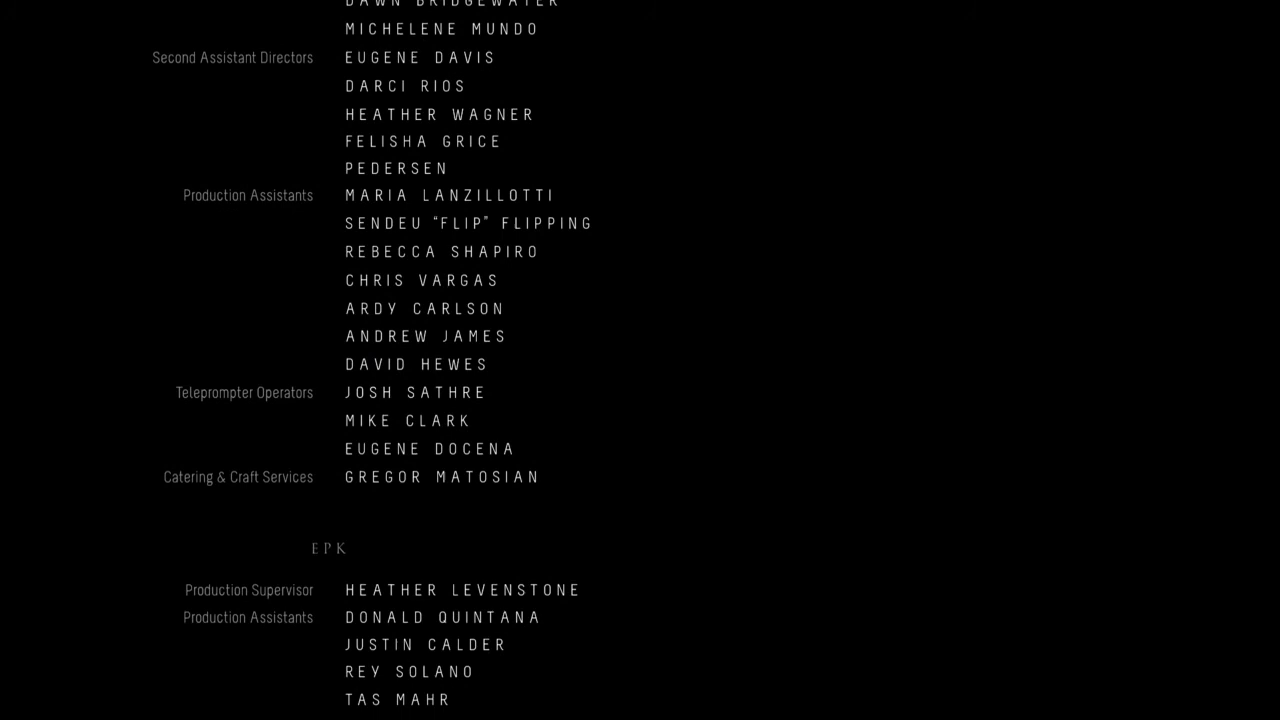 DAWN BRIDGEWATER
MICHELENE MUNDO
Second Assistant Directors EUGENE DAVIS
DARCI RIOS
HEATHER WAGNER
FELISHA GRICE
PEDERSEN
Production Assistants MARIA LANZILLOTTI
SENDEU “FLIP” FLIPPING
REBECCA SHAPIRO
CHRIS VARGAS
ARDY CARLSON
ANDREW JAMES
DAVID HEWES
Teleprompter Operators JOSH SATHRE
MIKE CLARK
EUGENE DOCENA
Catering & Craft Services GREGOR MATOSIAN
EPK
Production Supervisor HEATHER LEVENSTONE
Production Assistants DONALD QUINTANA
JUSTIN CALDER
REY SOLANO
TAS MAHR